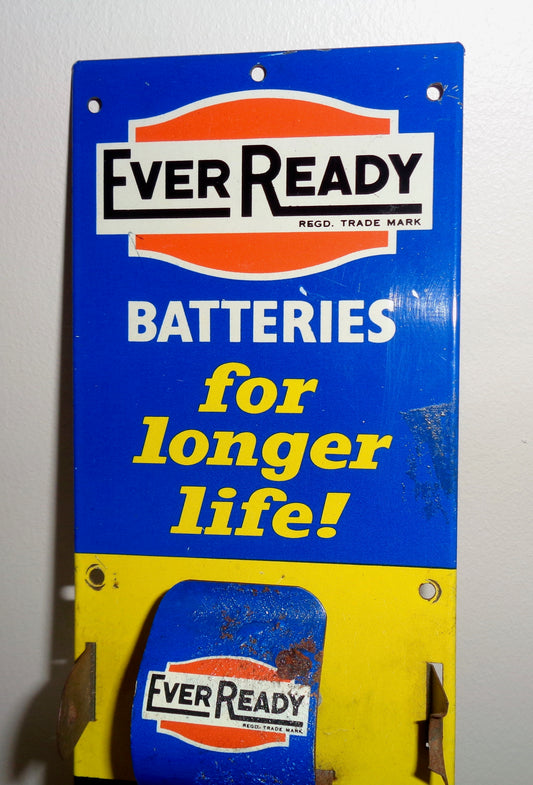 EVER READY
REGD. TRADE MARK
BATTERIES
for
longer
life!
EVER READY
REGD. TRADE MARK